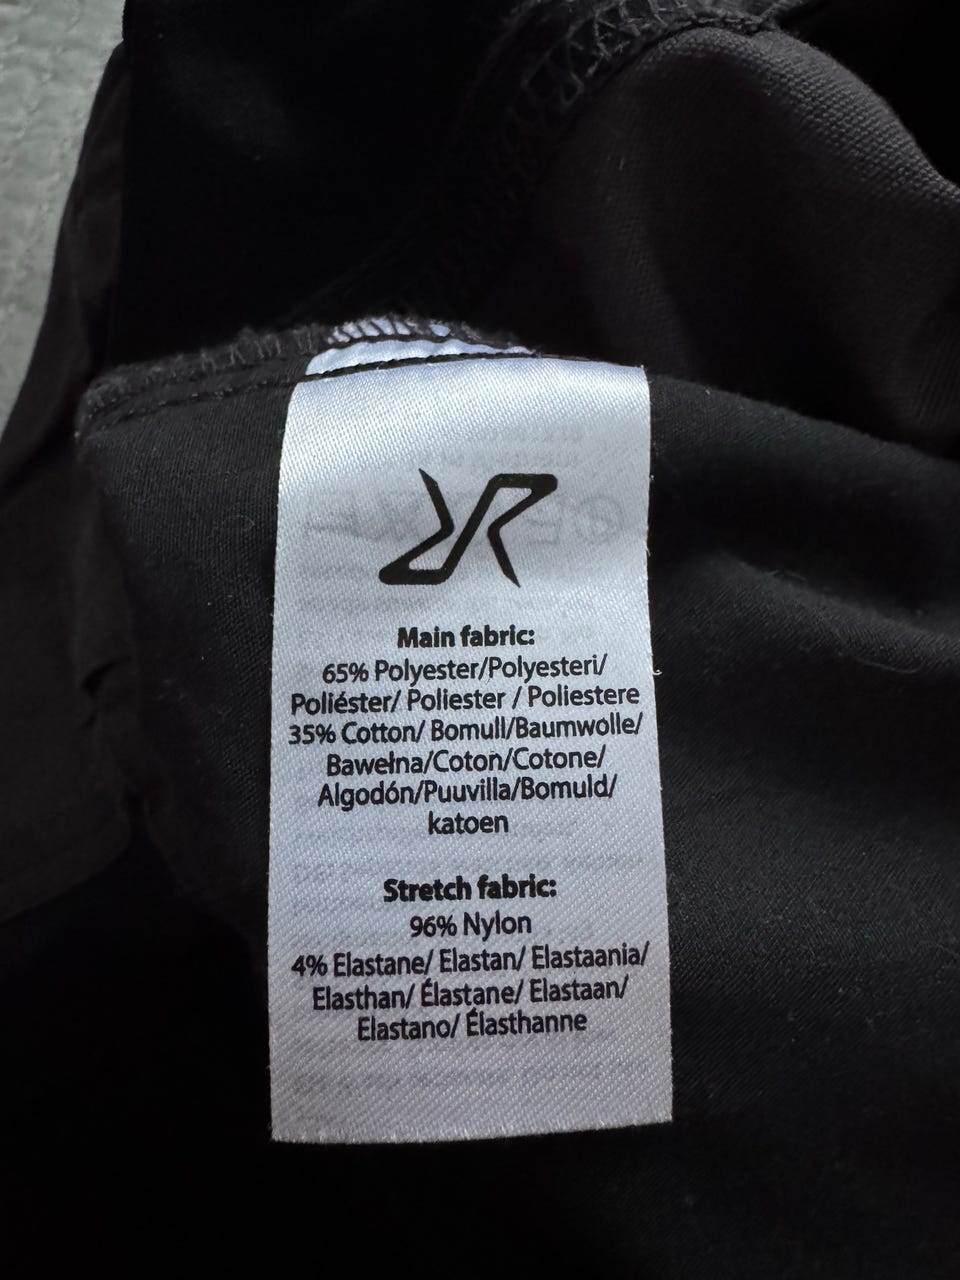 Main fabric:
65% Polyester/Polyesteri/
Poliéster/ Poliester / Poliestere
35% Cotton/ Bomull/Baumwolle/
Bawełna/Coton/Cotone/
Algodón/Puuvilla/Bomuld/
katoen
Stretch fabric:
96% Nylon
4% Elastane/ Elastan/ Elastaania/
Elasthan/ Élastane/ Elastaan/
Elastano/ Élasthanne